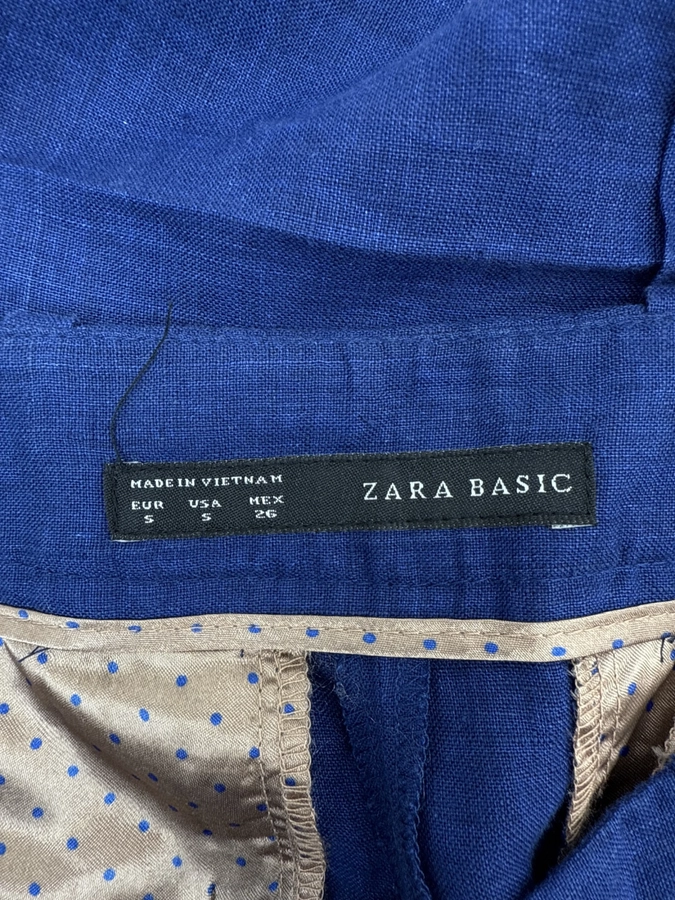 MADE IN VIETNAM
EUR USA MEX
S S 26
ZARA BASIC